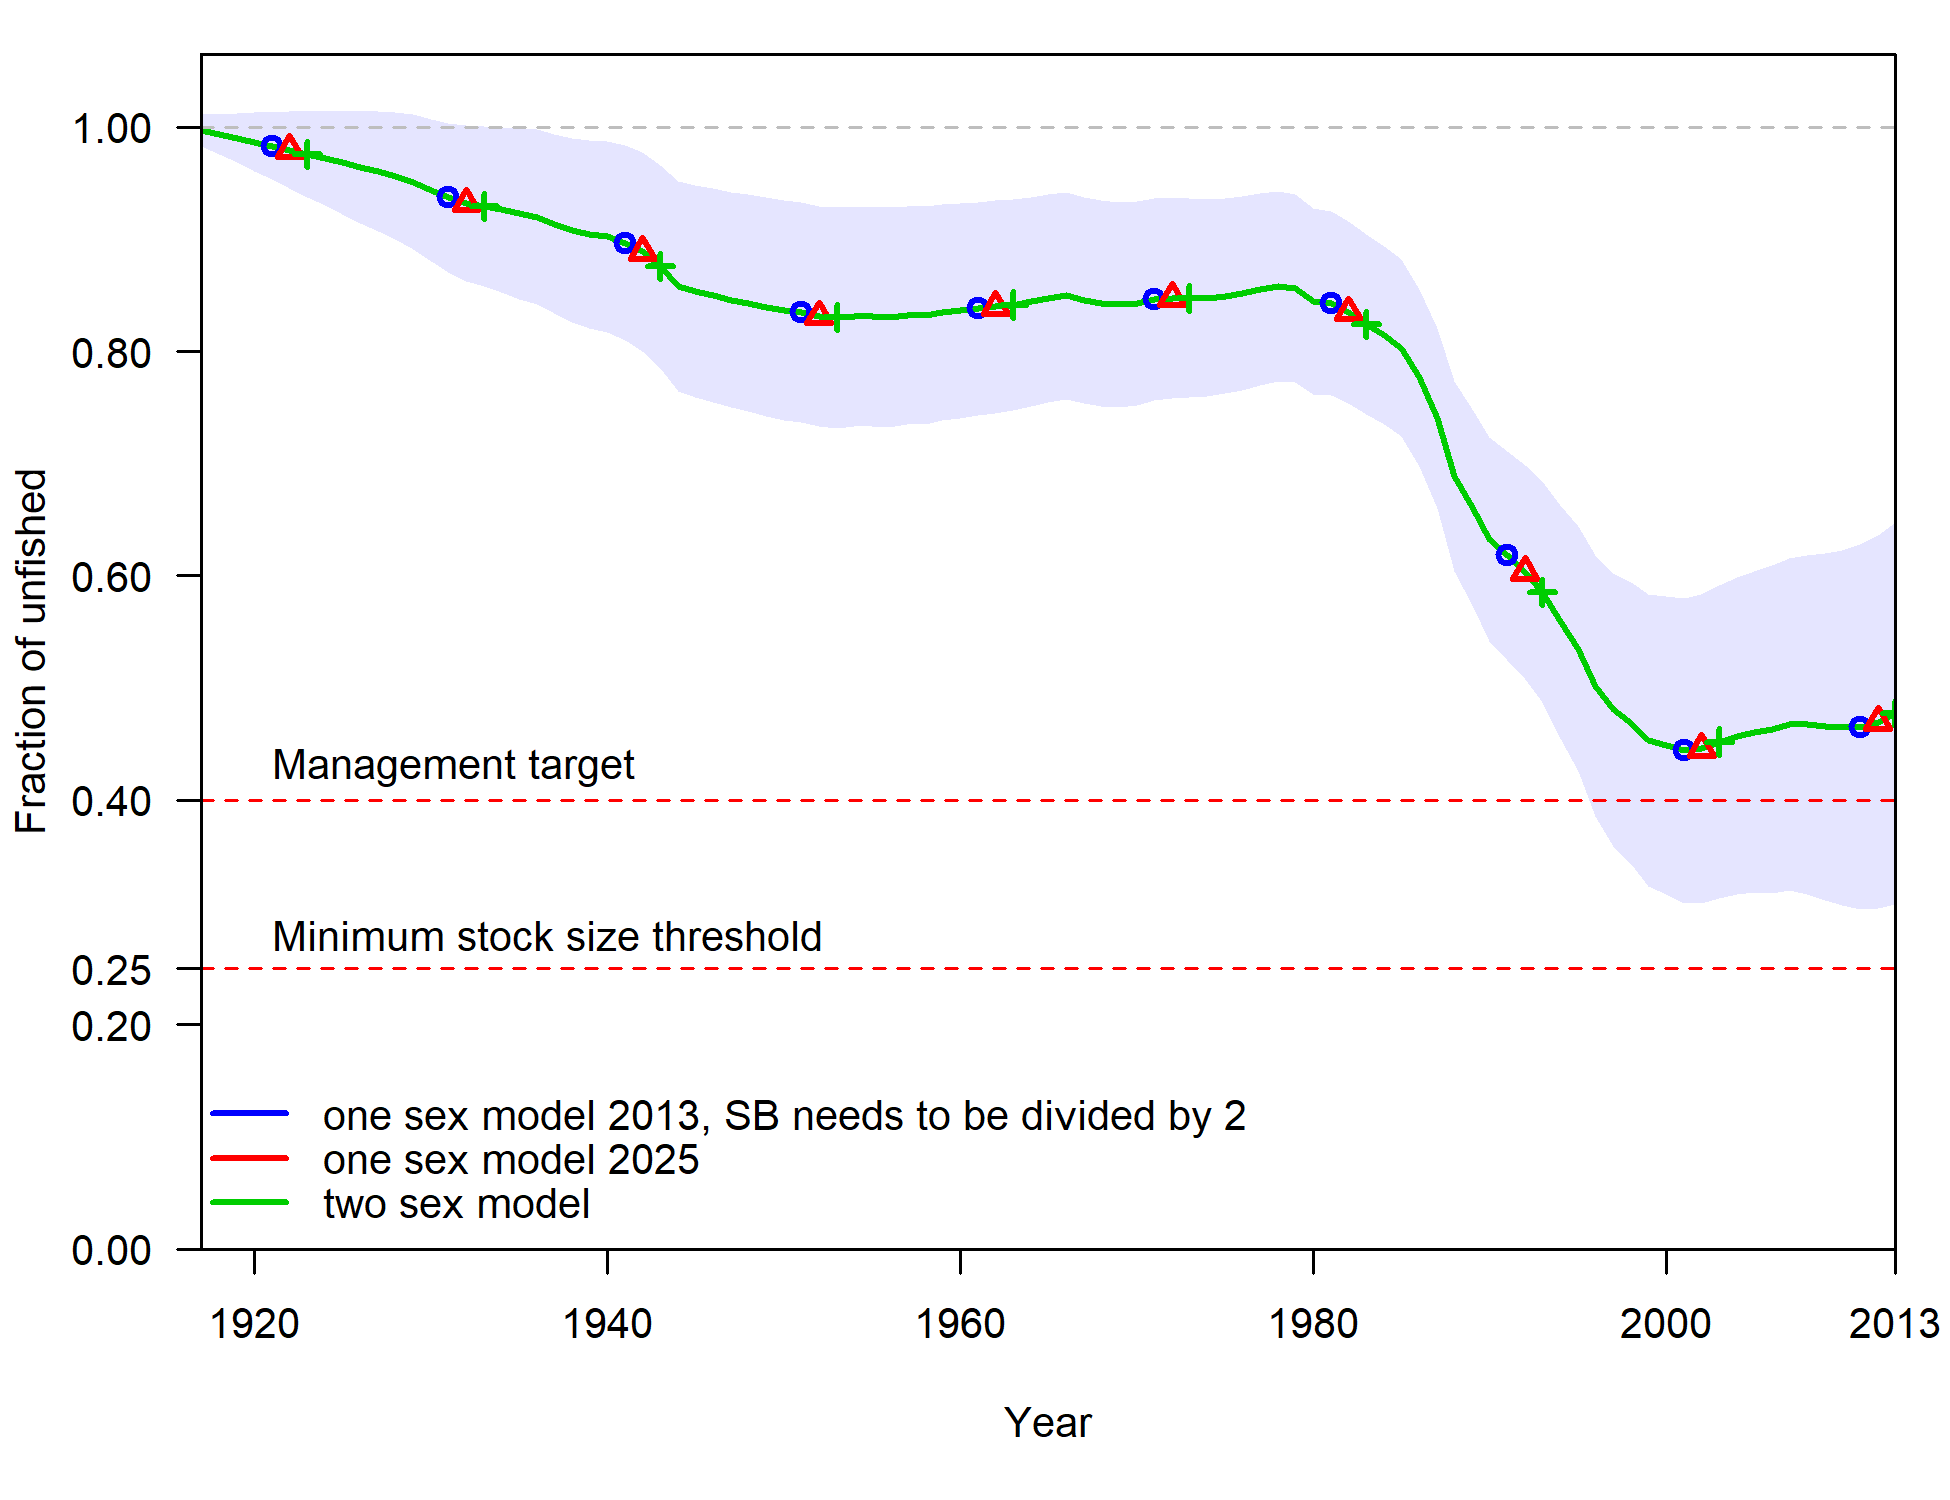 1.00
0.80
0.60
0.40
0.25
0.20
0.00
Fraction of unfished
Management target
Minimum stock size threshold
one sex model 2013, SB needs to be divided by 2
one sex model 2025
two sex model
1920 1940 1960 1980 2000 2013
Year